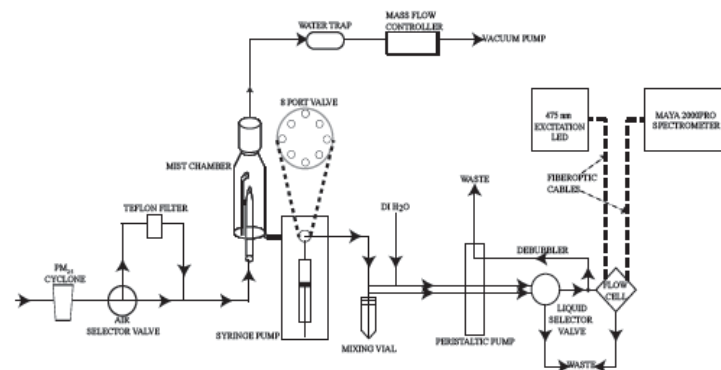 WATER TRAP
MASS FLOW
CONTROLLER
VACUUM PUMP
8 PORT VALVE
475 nm
EXCITATION
LED
MAYA 2000PRO
SPECTROMETER
MIST CHAMBER
FIBEROPTIC
CABLES
WASTE
TEFLON FILTER
DI H2O
DEBUBBLER
PM2.5
CYCLONE
FLOW
CELL
AIR
SELECTOR VALVE
LIQUID
SELECTOR
VALVE
SYRINGE PUMP
MIXING VIAL
PERISTALTIC PUMP
WASTE